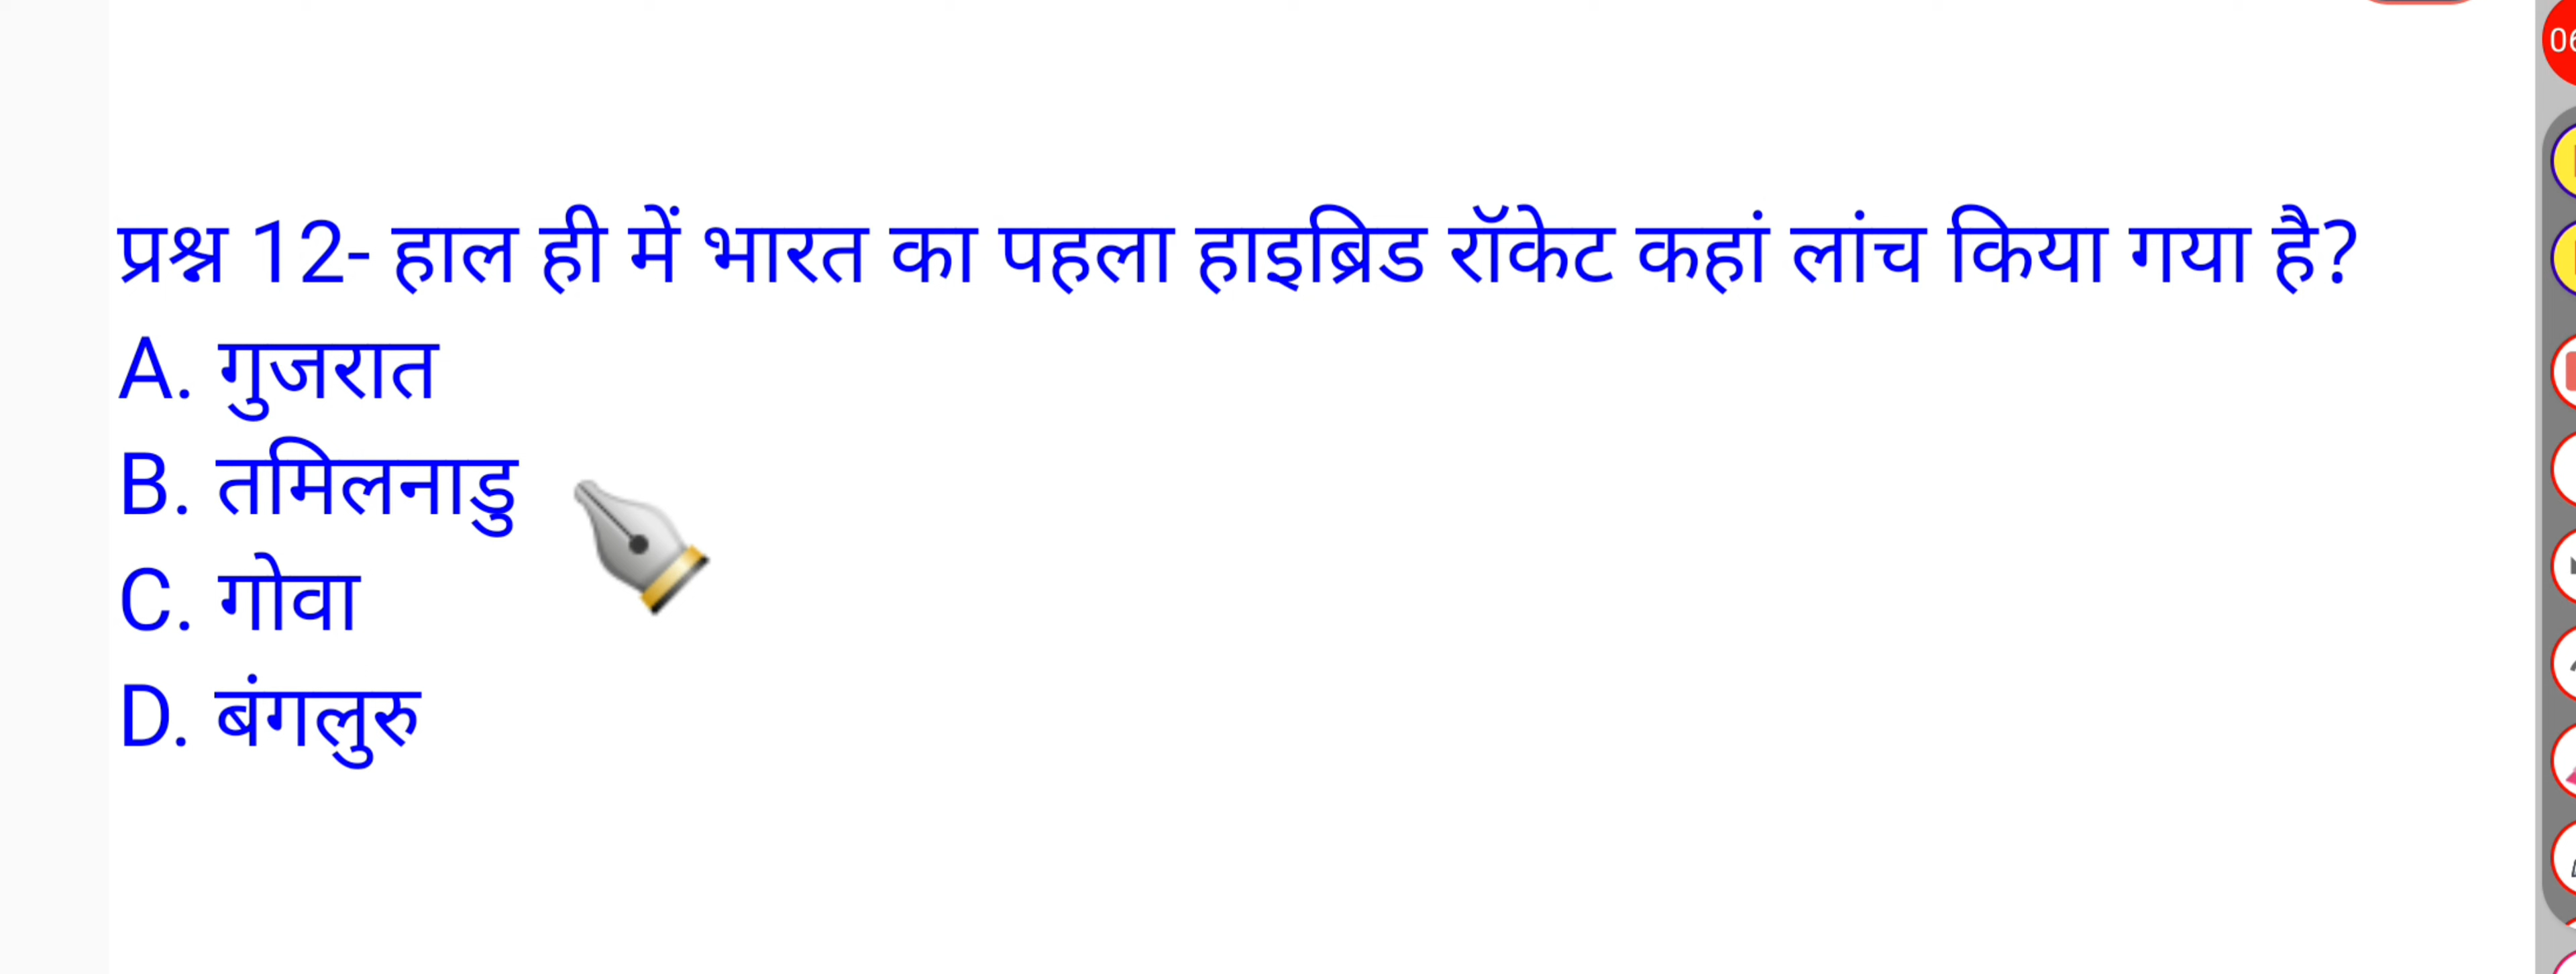 प्रश्न 12- हाल ही में भारत का पहला हाइब्रिड रॉकेट कहां लांच किया गया है?
A. गुजरात
B. तमिलनाडु
C. गोवा
D. बंगलुरु